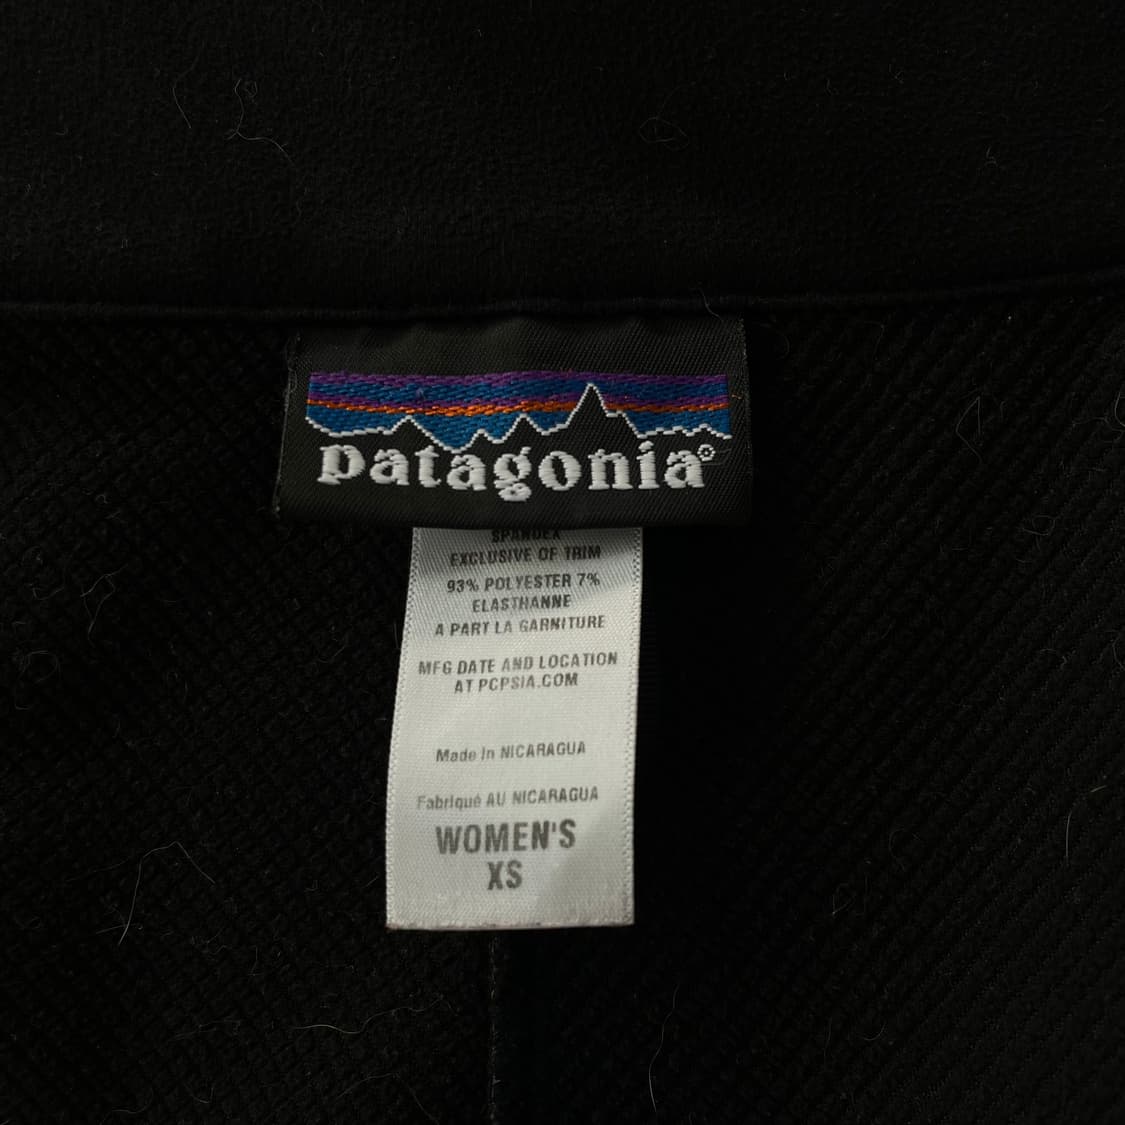 patagonia®
SPANDEX
EXCLUSIVE OF TRIM
93% POLYESTER 7%
ELASTHANNE
A PART LA GARNITURE
MFG DATE AND LOCATION
AT PCPSIA.COM
Made In NICARAGUA
Fabriqué AU NICARAGUA
WOMEN'S
XS